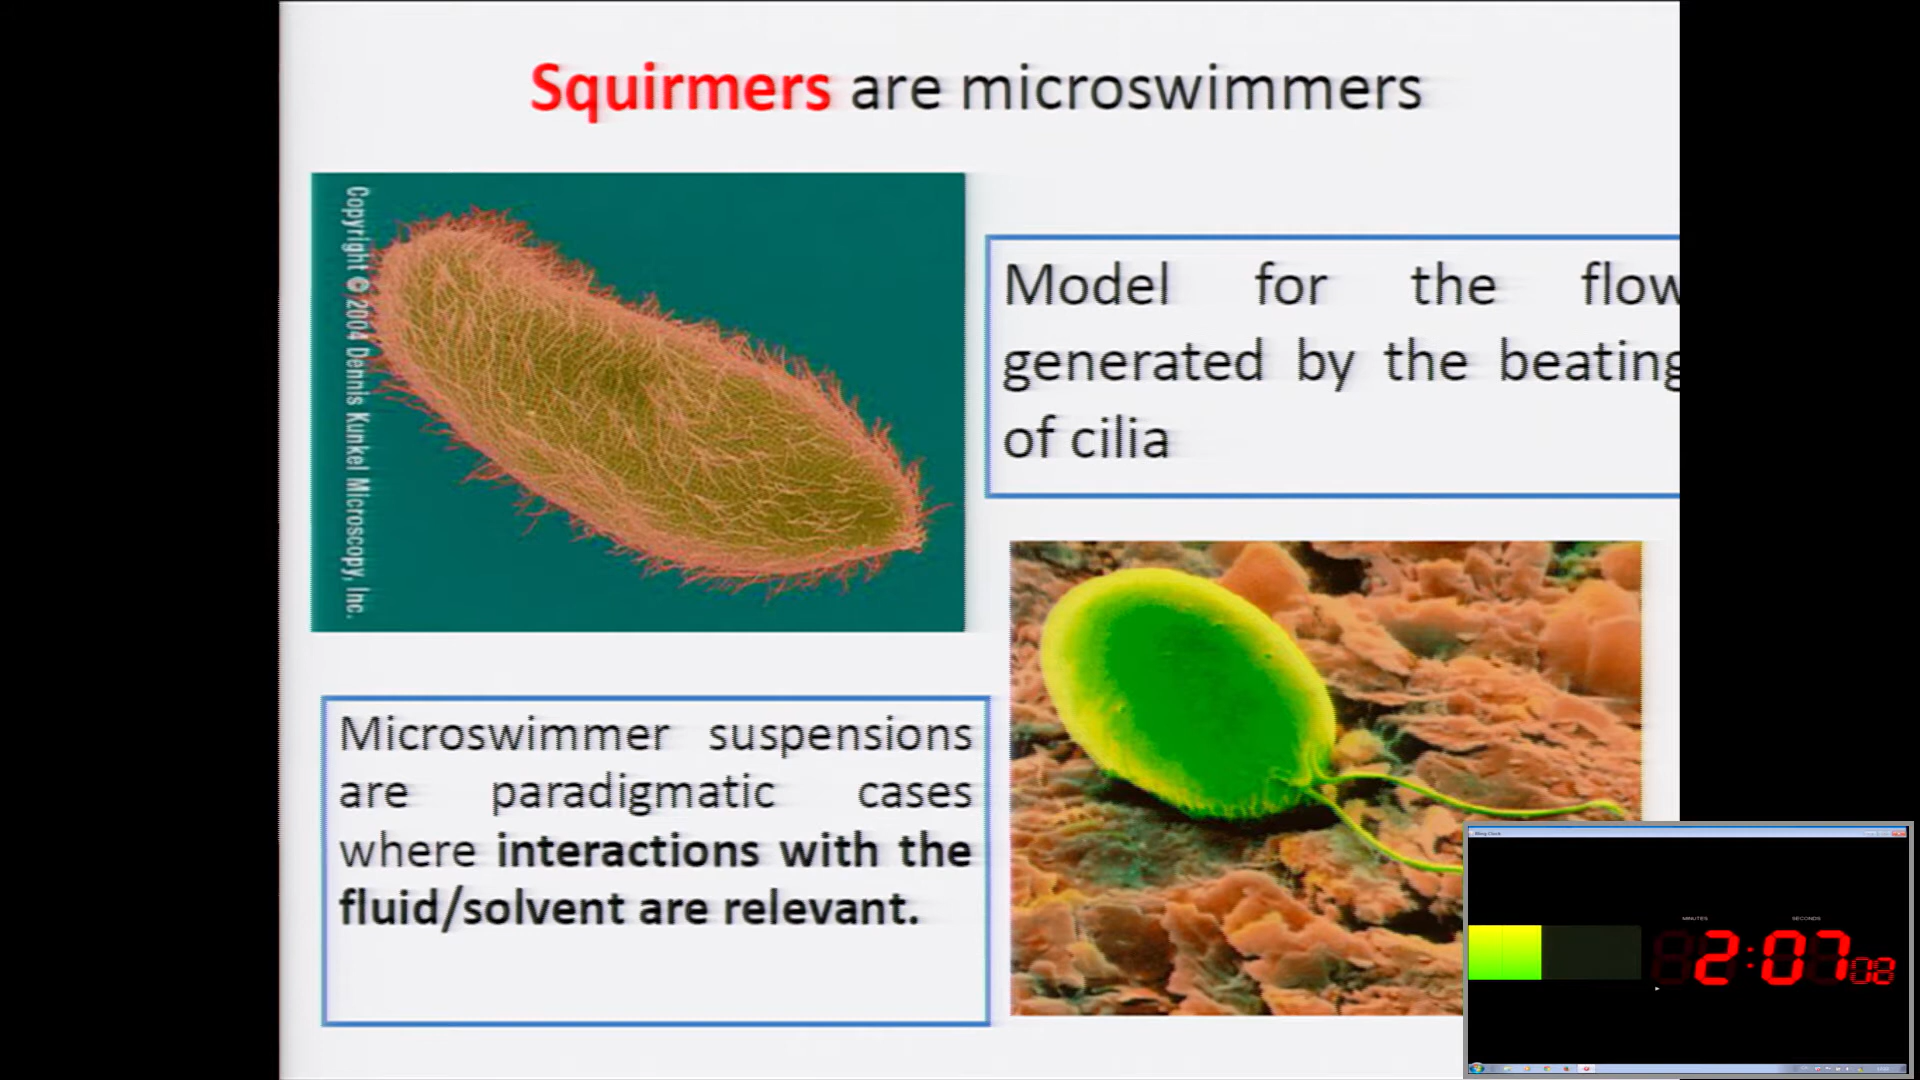 Squirmers are microswimmers
Copyright © 2004 Dennis Kunkel Microscopy, Inc.
Model for the flow
generated by the beating
of cilia
Microswimmer suspensions
are paradigmatic cases
where interactions with the
fluid/solvent are relevant.
MINUTES SECONDS
2:07